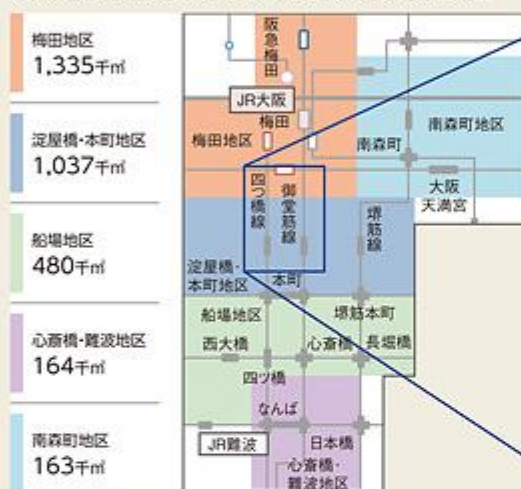 梅田地区
1,335千㎡
淀屋橋・本町地区
1,037千㎡
船場地区
480千㎡
心斎橋・難波地区
164千㎡
南森町地区
163千㎡
阪急梅田
JR大阪
梅田
梅田地区
南森町
南森町地区
大阪
天満宮
四つ橋線
御堂筋線
堺筋線
淀屋橋・
本町地区
本町
船場地区
堺筋本町
西大橋
心斎橋
長堀橋
四ツ橋
なんば
JR難波
日本橋
心斎橋・
難波地区